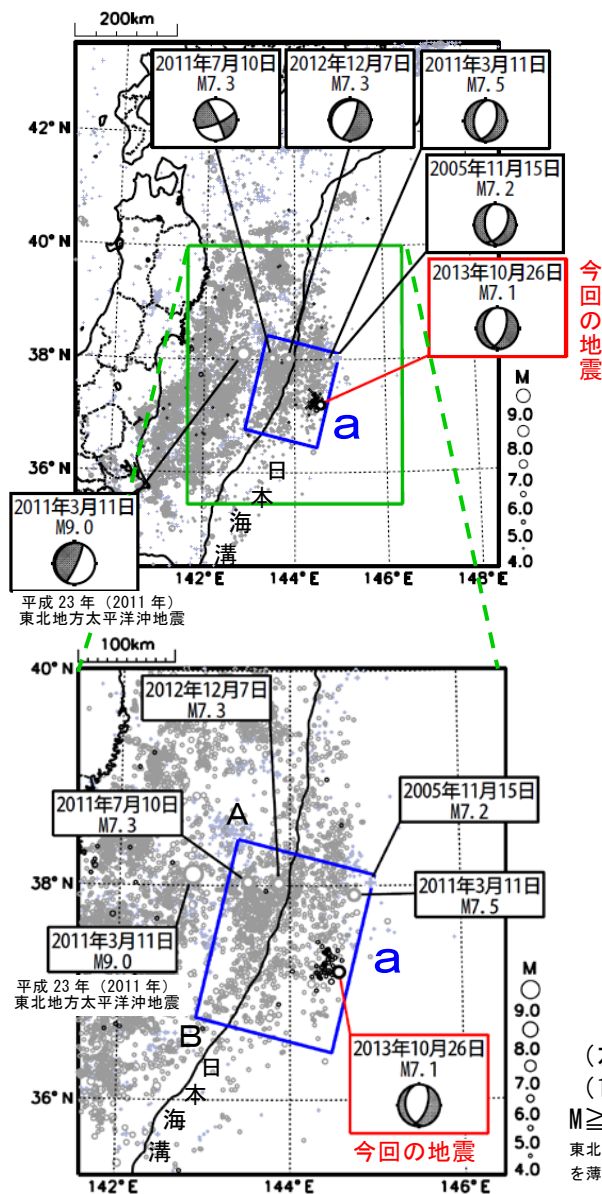 200km
2011年7月10日
M7.3
2012年12月7日
M7.3
2011年3月11日
M7.5
42°N
2005年11月15日
M7.2
40°N
2013年10月26日
M7.1
今回の地震
38°N
a
M
9.0
8.0
7.0
6.0
5.0
4.0
36°N
日本海溝
2011年3月11日
M9.0
142°E
144°E
146°E
148°E
平成23年(2011年)
東北地方太平洋沖地震
100km
40°N
2012年12月7日
M7.3
2011年7月10日
M7.3
A
2005年11月15日
M7.2
38°N
2011年3月11日
M7.5
2011年3月11日
M9.0
a
平成23年(2011年)
東北地方太平洋沖地震
M
9.0
8.0
7.0
6.0
5.0
4.0
B
日本海溝
2013年10月26日
M7.1
36°N
今回の地震
142°E
144°E
146°E
M≧
東北
を薄